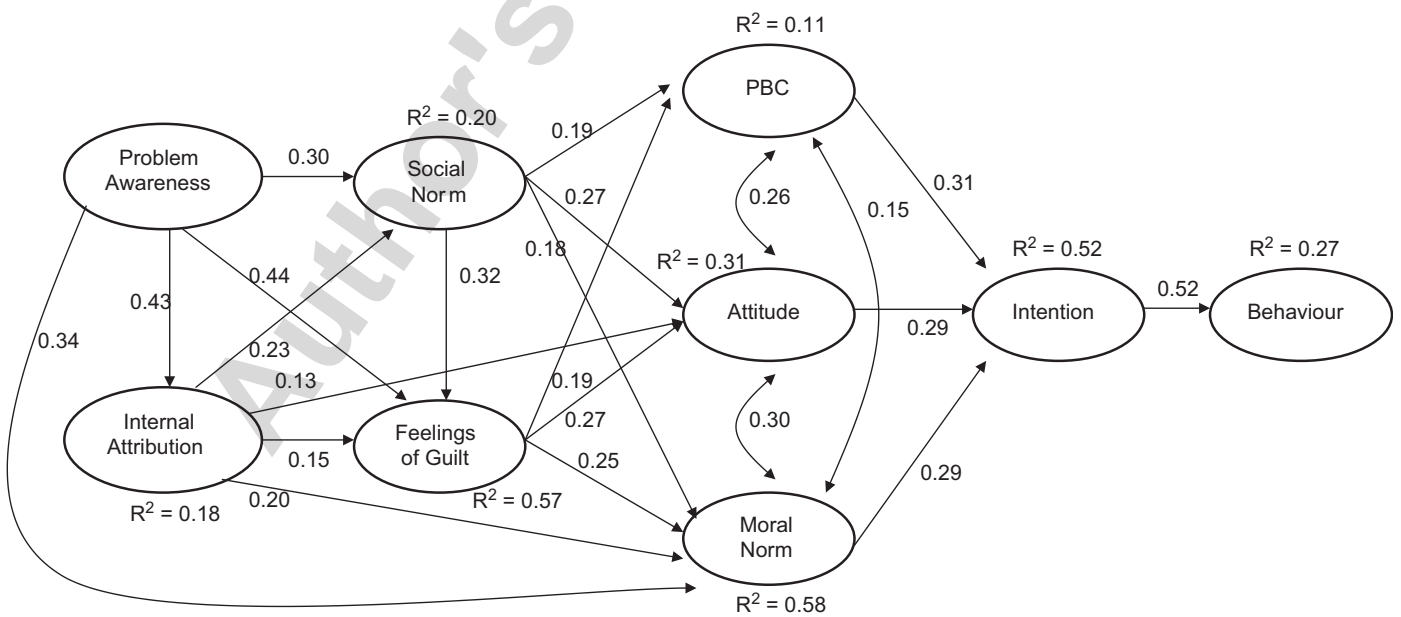 R² = 0.11
PBC
R² = 0.20
0.19
Problem
Awareness
0.30
Social
Norm
0.27
0.26
0.31
0.15
0.18
R² = 0.31
R² = 0.52
R² = 0.27
0.44
0.32
0.43
Attitude
Intention
0.52
Behaviour
0.29
0.34
0.23
0.13
0.19
Internal
Attribution
0.15
Feelings
of Guilt
0.27
0.30
0.25
0.29
R² = 0.18
0.20
R² = 0.57
Moral
Norm
R² = 0.58
Author's